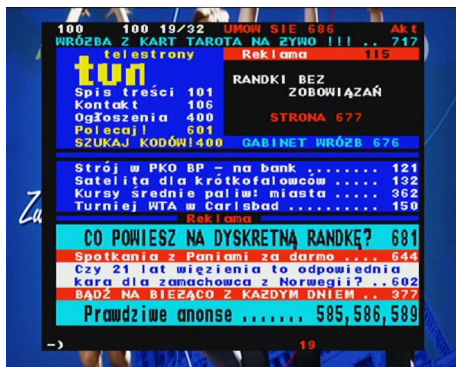 100 100 19/32 UMOW SIE 686 Akt
WRÓŻBA Z KART TAROTA NA ZYWO !!! .. 717
telestrony
Reklama 115
tvn
RANDKI BEZ
ZOBOWIĄZAŃ
Spis treści 101
Kontakt 106
Ogłoszenia 400
STRONA 677
Polecaj! 601
SZUKAJ KODÓW!400
GABINET WRÓŻB 676
Strój w PKO BP - na bank ........ 121
Satelita dla krótkofalowców ..... 132
Kursy średnie paliw: miasta ..... 362
Turniej WTA w Carlsbad .......... 150
Reklama
CO POWIESZ NA DYSKRETNĄ RANDKĘ? 681
Spotkania z Paniami za darmo .... 644
Czy 21 lat więzienia to odpowiednia
kara dla zamachowca z Norwegii? ..602
BĄDŹ NA BIEŻĄCO Z KAŻDYM DNIEM .. 377
Prawdziwe anonse ....... 585,586,589
-) 19
Zu